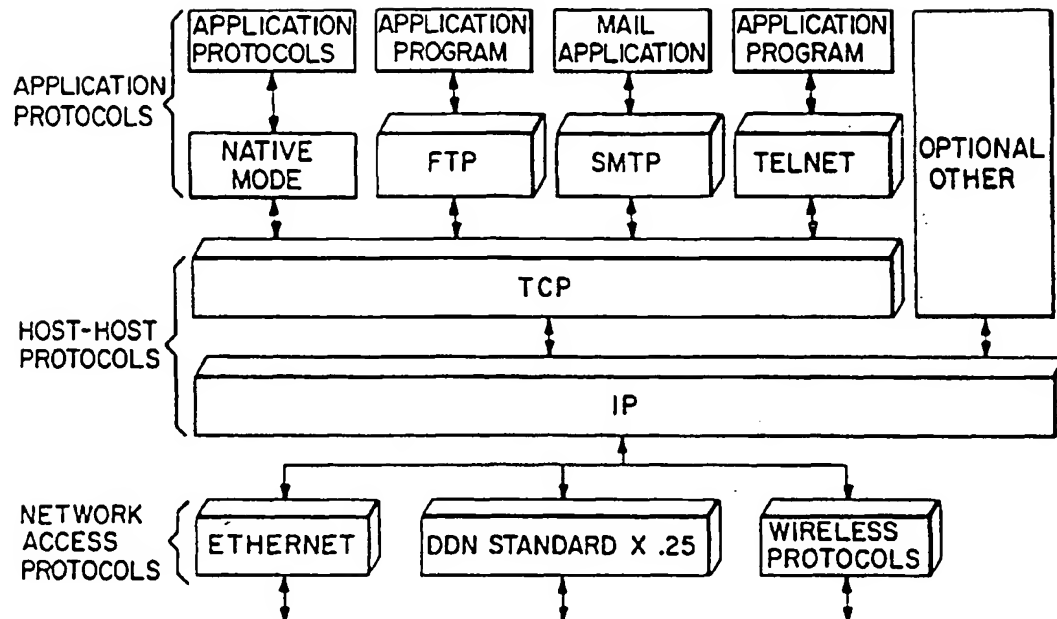 APPLICATION
PROTOCOLS
APPLICATION
PROGRAM
MAIL
APPLICATION
APPLICATION
PROGRAM
APPLICATION
PROTOCOLS
NATIVE
MODE
FTP
SMTP
TELNET
OPTIONAL
OTHER
TCP
HOST-HOST
PROTOCOLS
IP
NETWORK
ACCESS
PROTOCOLS
ETHERNET
DDN STANDARD X .25
WIRELESS
PROTOCOLS